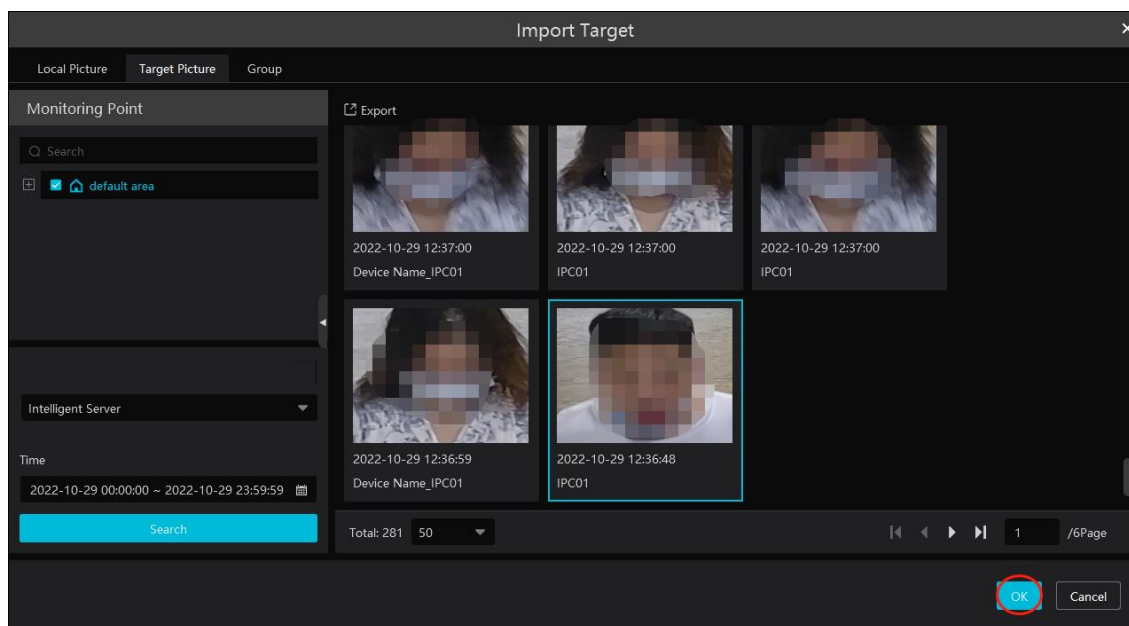 Import Target
Local Picture Target Picture Group
Monitoring Point
Search
default area
Intelligent Server
Time
2022-10-29 00:00:00 ~ 2022-10-29 23:59:59
Search
Export
2022-10-29 12:37:00
Device Name_IPC01
2022-10-29 12:37:00
IPC01
2022-10-29 12:37:00
IPC01
2022-10-29 12:36:59
Device Name_IPC01
2022-10-29 12:36:48
IPC01
Total: 281 50 1 /6Page
OK Cancel